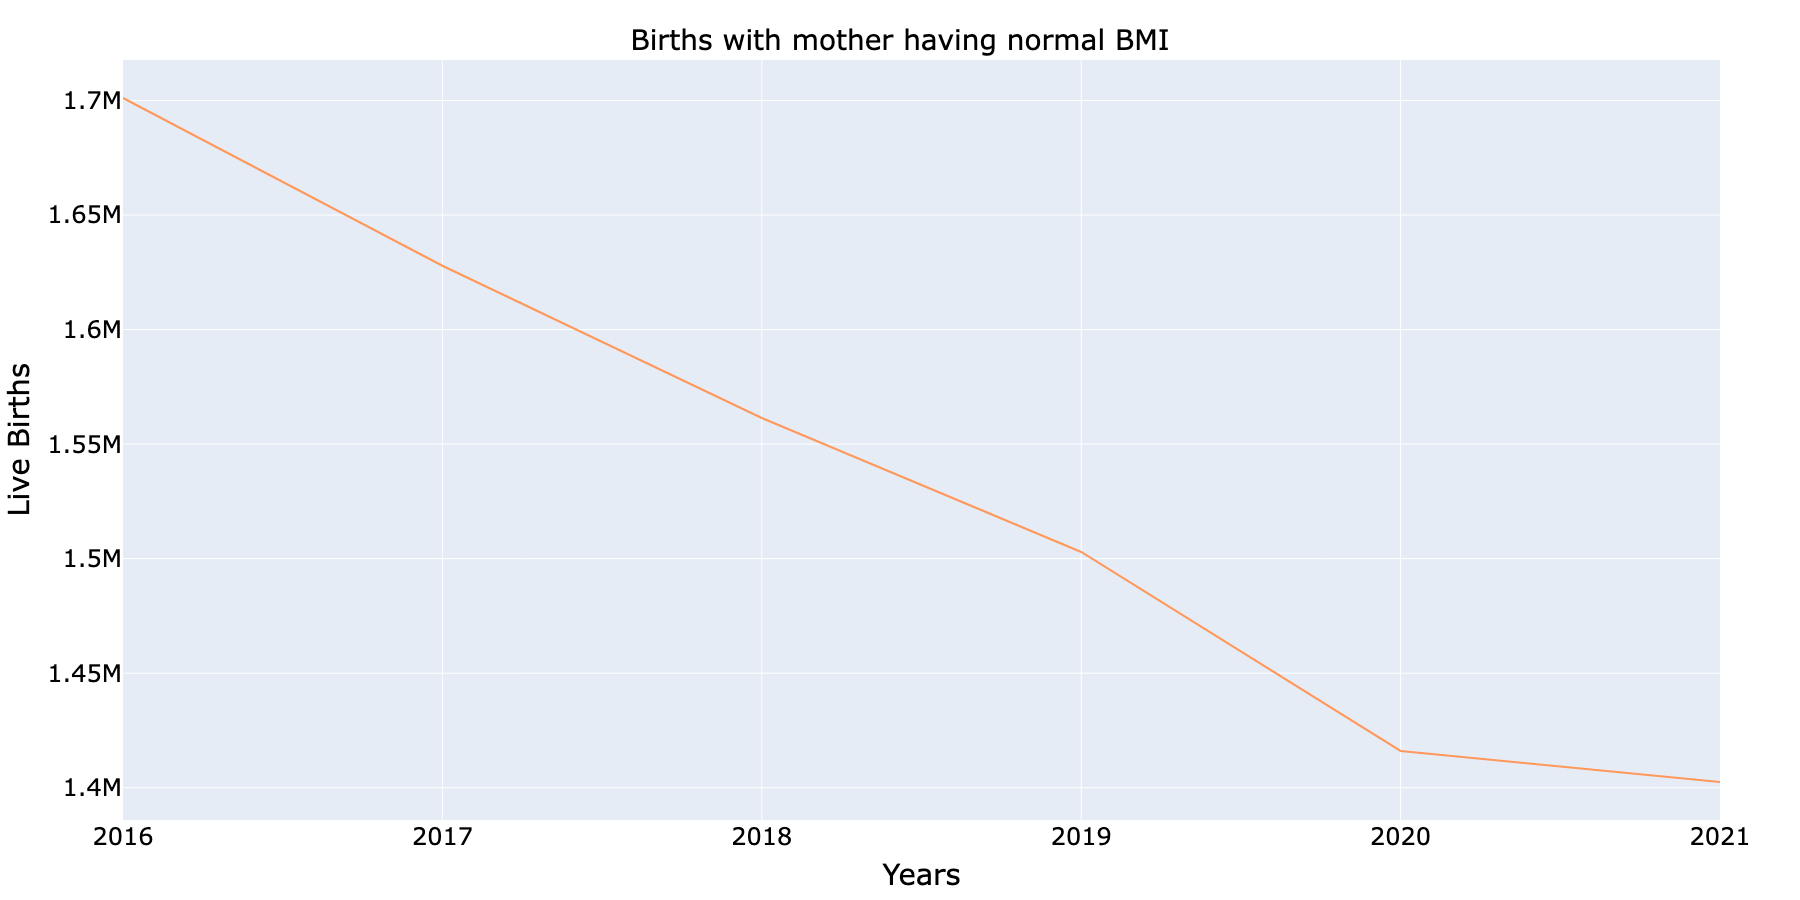 Births with mother having normal BMI
1.7M
1.65M
1.6M
1.55M
1.5M
1.45M
1.4M
Live Births
2016 2017 2018 2019 2020 2021
Years